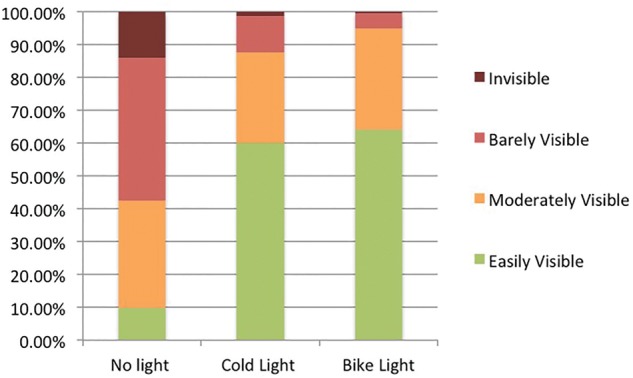 100.00%
90.00%
80.00%
70.00%
60.00%
50.00%
40.00%
30.00%
20.00%
10.00%
0.00%
No light
Cold Light
Bike Light
Invisible
Barely Visible
Moderately Visible
Easily Visible